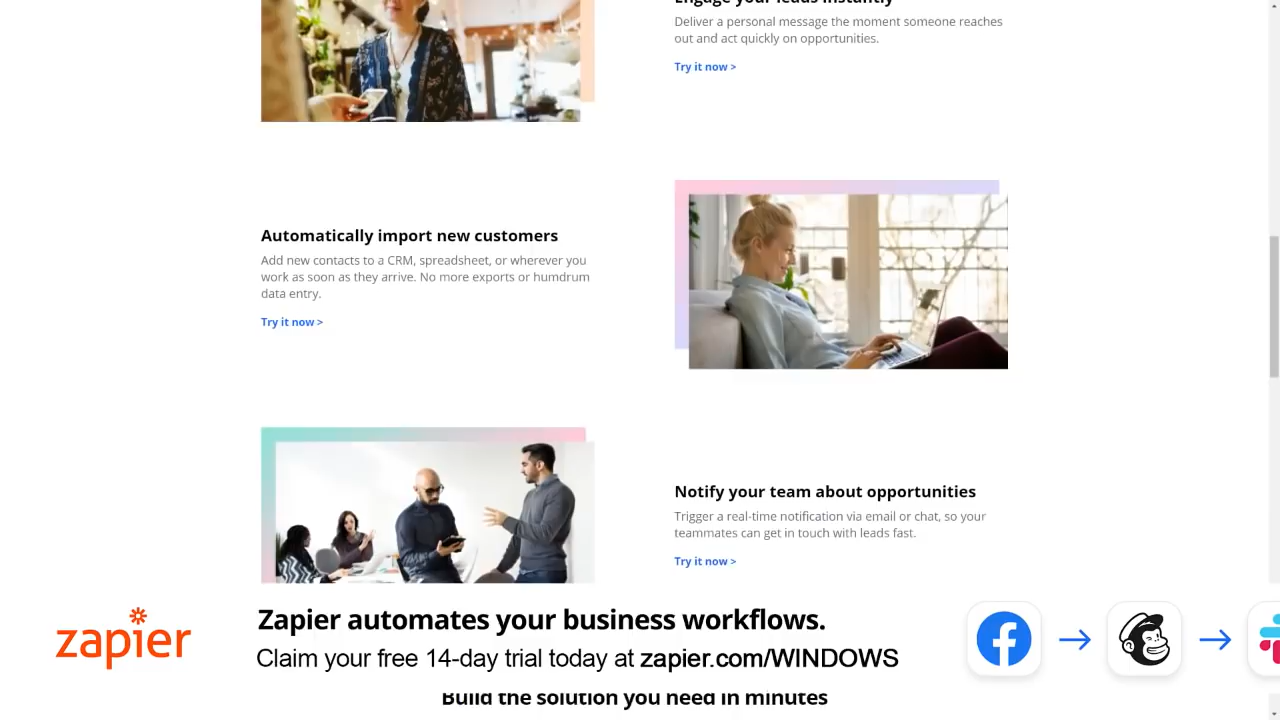 Engage your leads instantly
Deliver a personal message the moment someone reaches
out and act quickly on opportunities.
Try it now >
Automatically import new customers
Add new contacts to a CRM, spreadsheet, or wherever you
work as soon as they arrive. No more exports or humdrum
data entry.
Try it now >
Notify your team about opportunities
Trigger a real-time notification via email or chat, so your
teammates can get in touch with leads fast.
Try it now >
zapier
Zapier automates your business workflows.
Claim your free 14-day trial today at zapier.com/WINDOWS
Build the solution you need in minutes